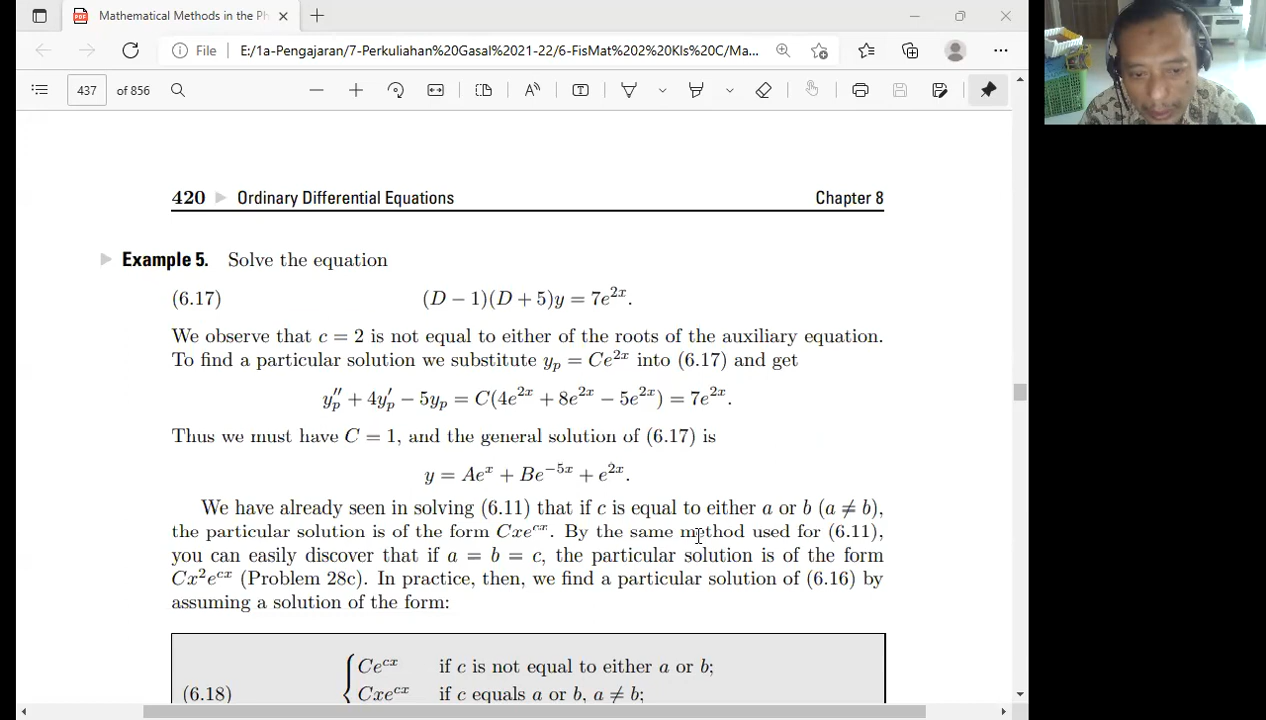 Mathematical Methods in the Ph
File E:/1a-Pengajaran/7-Perkuliahan%20Gasal%202021-22/6-FisMat%202%20Kls%20C/Ma...
437 of 856
420 Ordinary Differential Equations Chapter 8
Example 5. Solve the equation
(6.17) (D − 1)(D + 5)y = 7e^{2x}.
We observe that c = 2 is not equal to either of the roots of the auxiliary equation.
To find a particular solution we substitute y_p = Ce^{2x} into (6.17) and get
y_p'' + 4y_p' − 5y_p = C(4e^{2x} + 8e^{2x} − 5e^{2x}) = 7e^{2x}.
Thus we must have C = 1, and the general solution of (6.17) is
y = Ae^x + Be^{−5x} + e^{2x}.
We have already seen in solving (6.11) that if c is equal to either a or b (a ≠ b),
the particular solution is of the form Cxe^{cx}. By the same method used for (6.11),
you can easily discover that if a = b = c, the particular solution is of the form
Cx^2e^{cx} (Problem 28c). In practice, then, we find a particular solution of (6.16) by
assuming a solution of the form:
Ce^{cx} if c is not equal to either a or b;
(6.18) Cxe^{cx} if c equals a or b, a ≠ b;